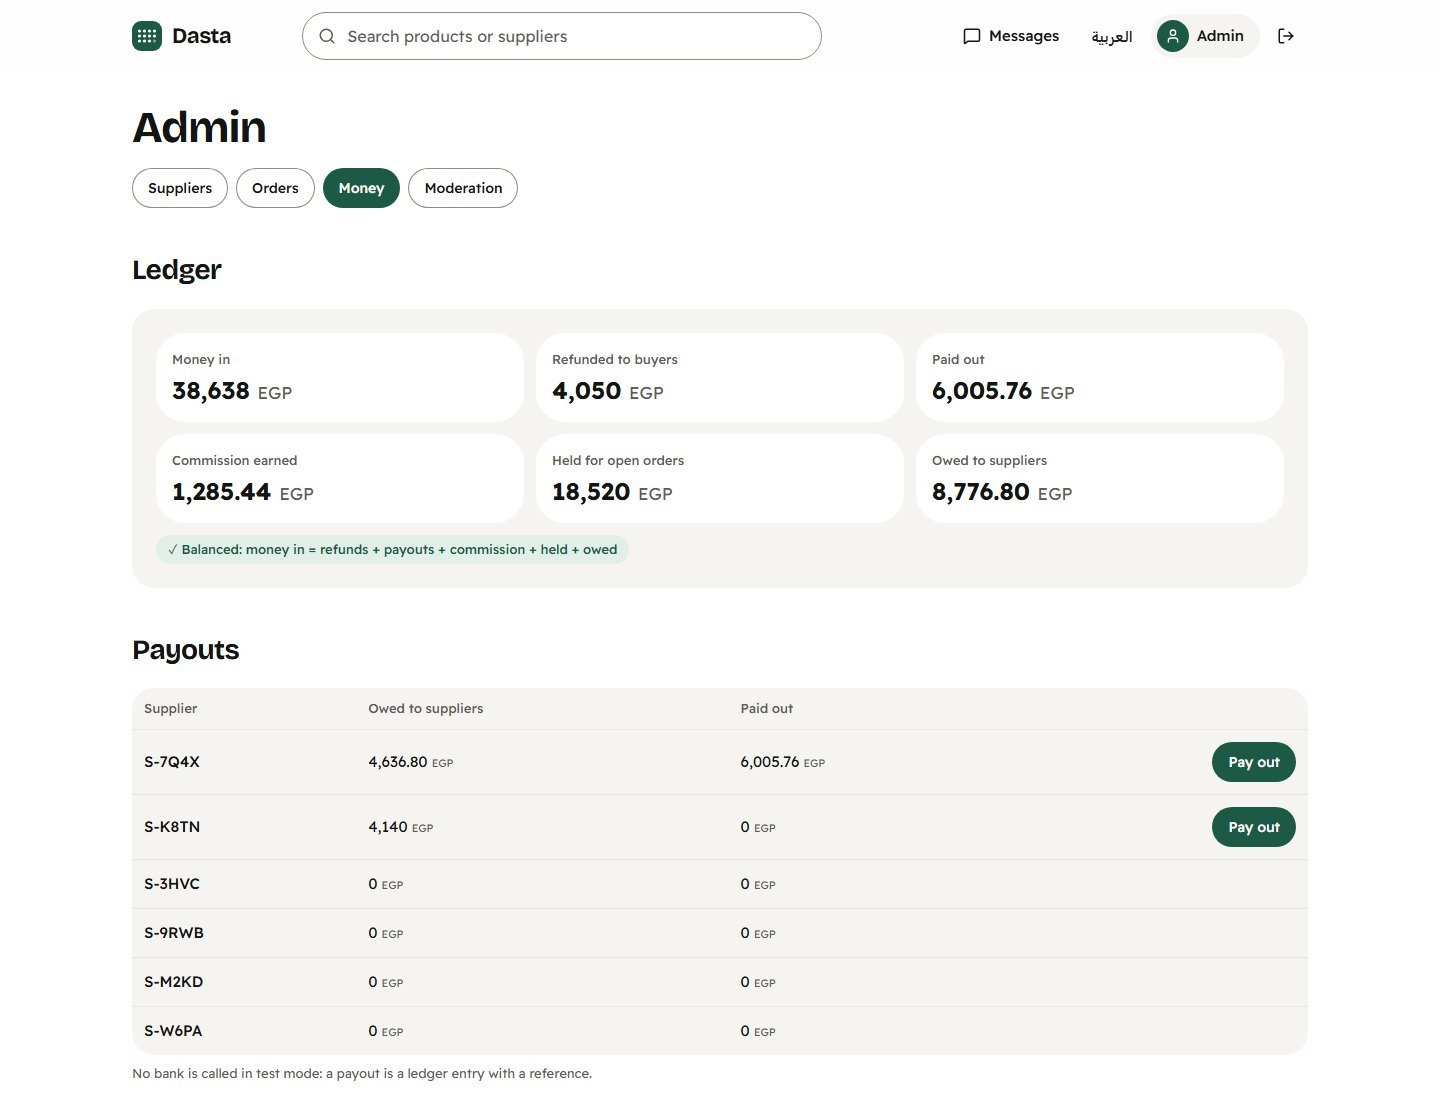 Dasta
Search products or suppliers
Messages
العربية
Admin
Admin
Suppliers
Orders
Money
Moderation
Ledger
Money in
38,638 EGP
Refunded to buyers
4,050 EGP
Paid out
6,005.76 EGP
Commission earned
1,285.44 EGP
Held for open orders
18,520 EGP
Owed to suppliers
8,776.80 EGP
✓ Balanced: money in = refunds + payouts + commission + held + owed
Payouts
Supplier Owed to suppliers Paid out
S-7Q4X 4,636.80 EGP 6,005.76 EGP Pay out
S-K8TN 4,140 EGP 0 EGP Pay out
S-3HVC 0 EGP 0 EGP
S-9RWB 0 EGP 0 EGP
S-M2KD 0 EGP 0 EGP
S-W6PA 0 EGP 0 EGP
No bank is called in test mode: a payout is a ledger entry with a reference.